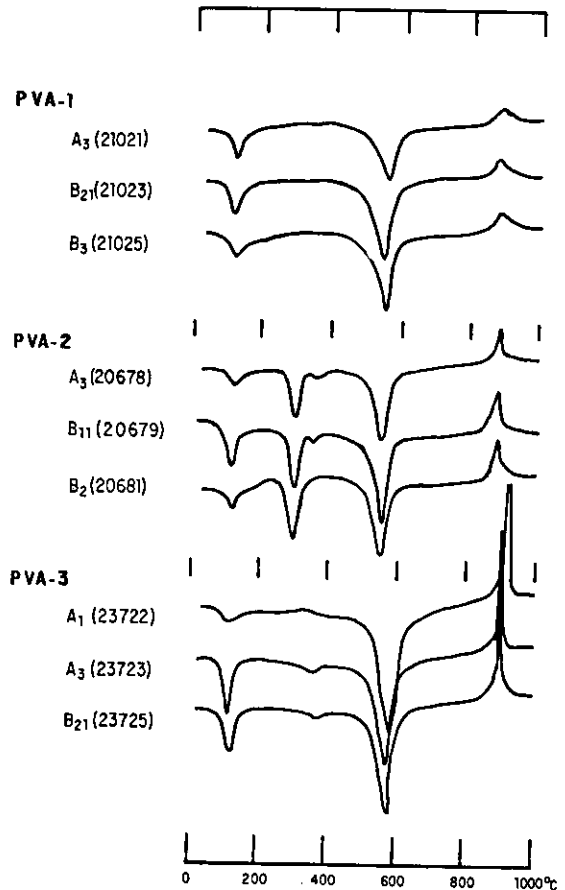 PVA-1
A3 (21021)
B21(21023)
B3 (21025)
PVA-2
A3 (20678)
B11 (20679)
B2 (20681)
PVA-3
A1 (23722)
A3 (23723)
B21 (23725)
0 200 400 600 800 1000°C